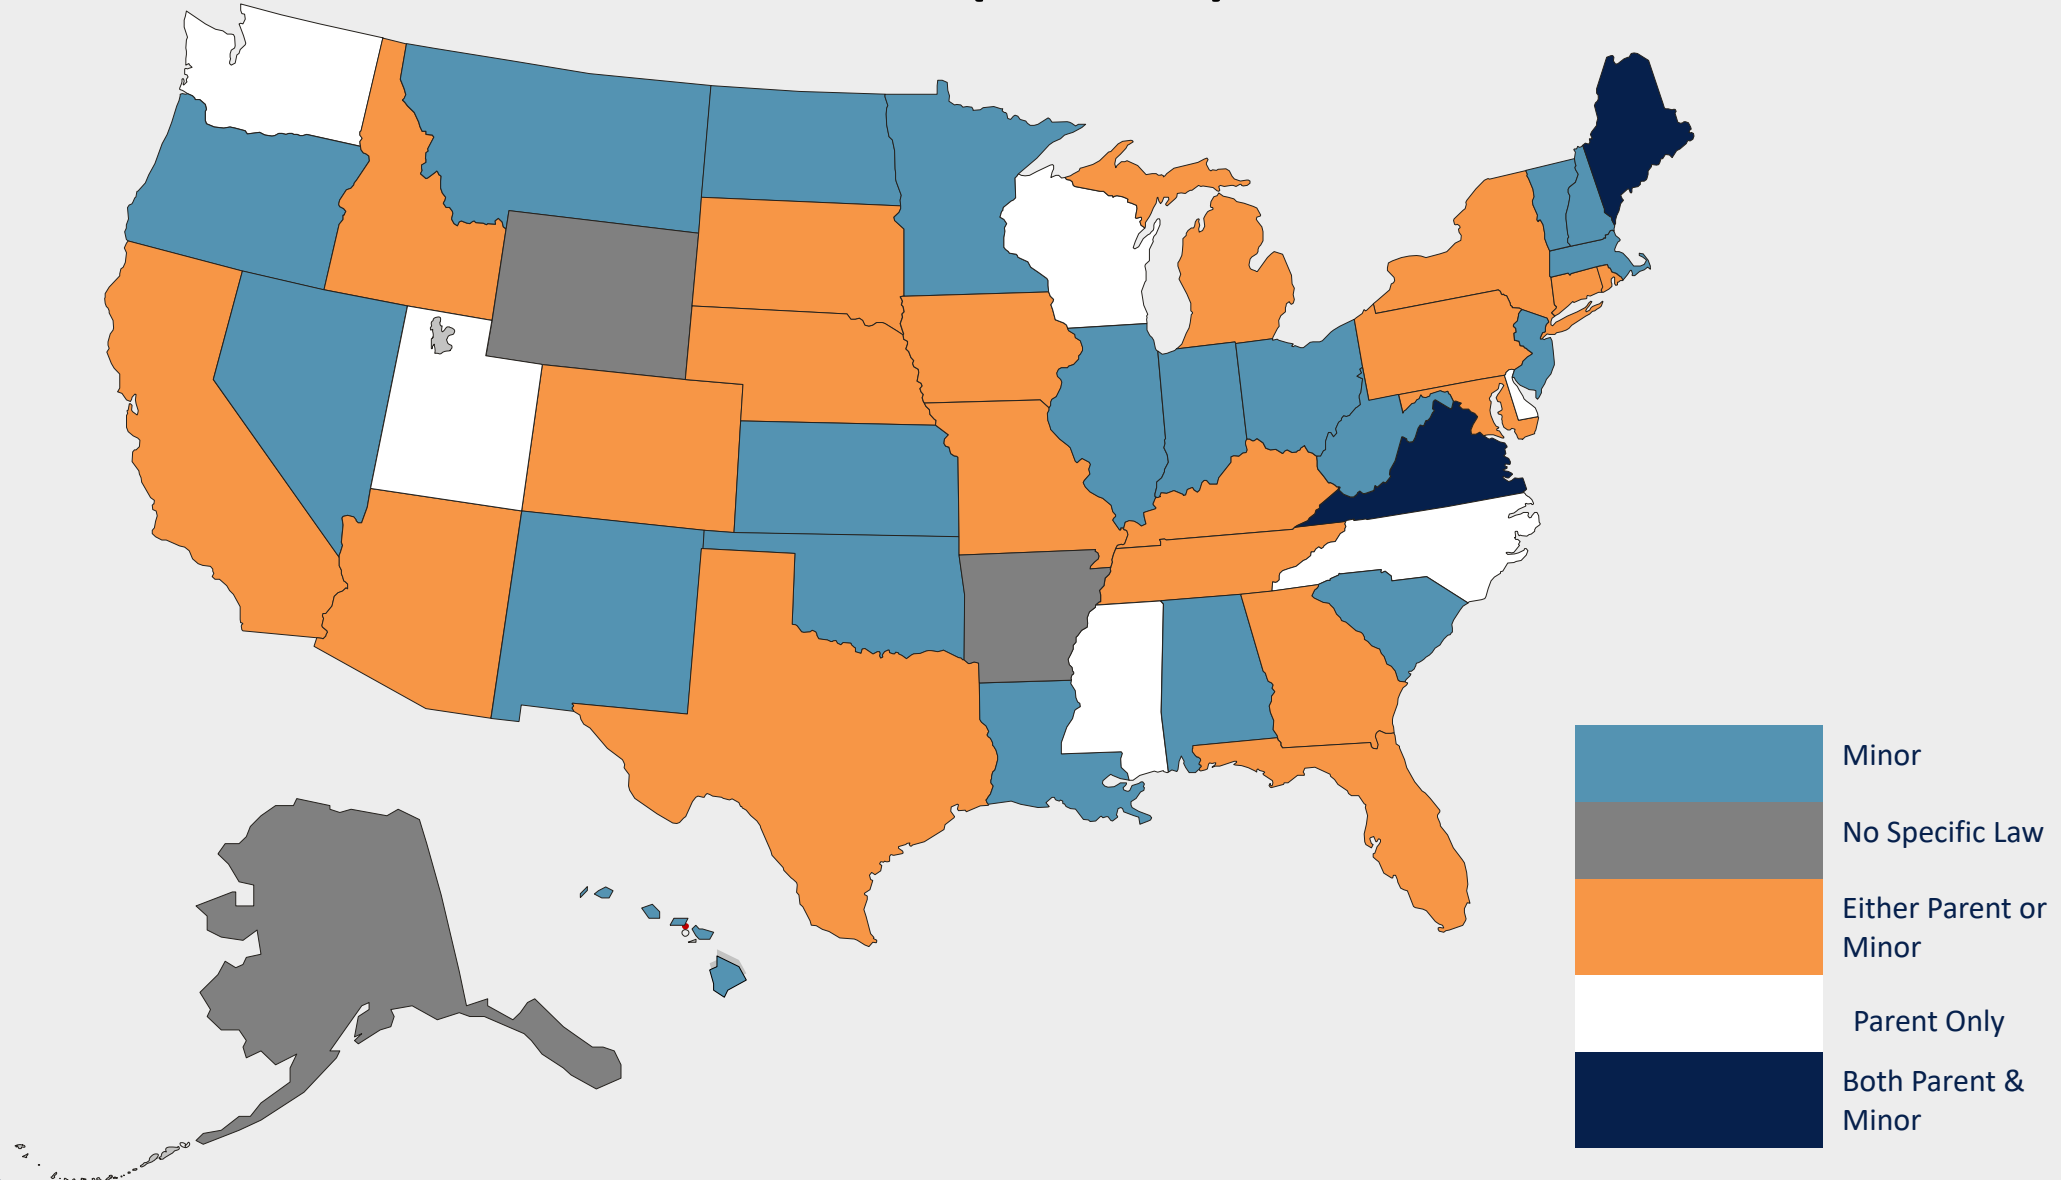 Minor
No Specific Law
Either Parent or
Minor
Parent Only
Both Parent &
Minor